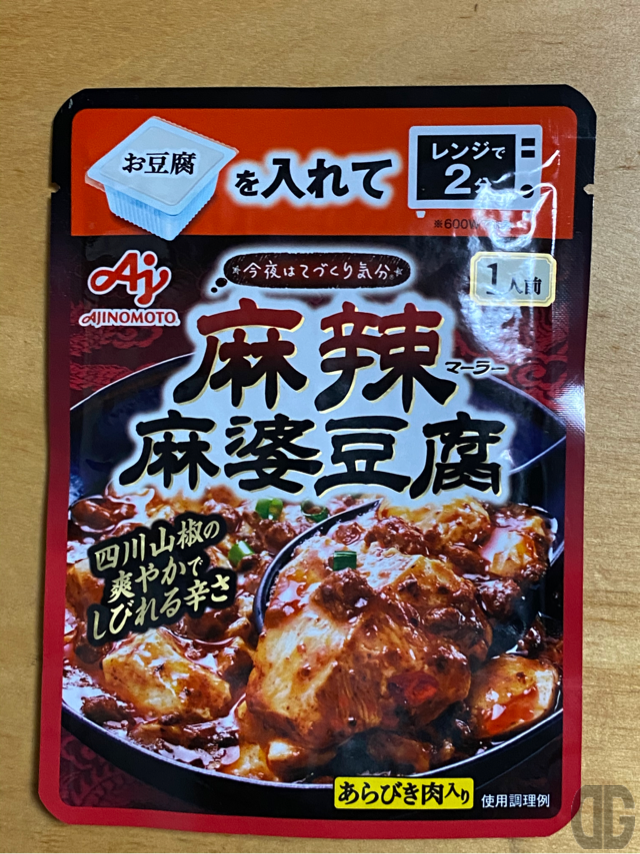 お豆腐
を入れて
レンジで
2分
※600W
Aj
AJINOMOTO
今夜はてづくり気分
1人前
麻辣
マーラー
麻婆豆腐
四川山椒の
爽やかで
しびれる辛さ
あらびき肉入り
使用調理例
DG